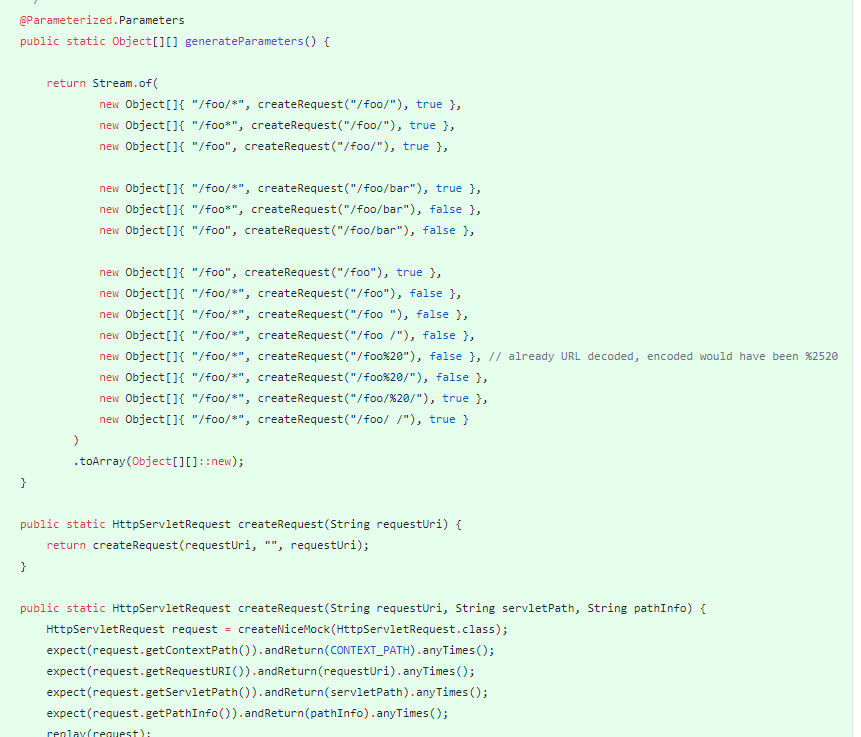 @Parameterized.Parameters
public static Object[][] generateParameters() {
    return Stream.of(
            new Object[]{ "/foo/*", createRequest("/foo/"), true },
            new Object[]{ "/foo*", createRequest("/foo/"), true },
            new Object[]{ "/foo", createRequest("/foo/"), true },
            new Object[]{ "/foo/*", createRequest("/foo/bar"), true },
            new Object[]{ "/foo*", createRequest("/foo/bar"), false },
            new Object[]{ "/foo", createRequest("/foo/bar"), false },
            new Object[]{ "/foo", createRequest("/foo"), true },
            new Object[]{ "/foo/*", createRequest("/foo"), false },
            new Object[]{ "/foo/*", createRequest("/foo "), false },
            new Object[]{ "/foo/*", createRequest("/foo /"), false },
            new Object[]{ "/foo/*", createRequest("/foo%20"), false }, // already URL decoded, encoded would have been %2520
            new Object[]{ "/foo/*", createRequest("/foo%20/"), false },
            new Object[]{ "/foo/*", createRequest("/foo/%20/"), true },
            new Object[]{ "/foo/*", createRequest("/foo/ /"), true }
        )
        .toArray(Object[][]::new);
}
public static HttpServletRequest createRequest(String requestUri) {
    return createRequest(requestUri, "", requestUri);
}
public static HttpServletRequest createRequest(String requestUri, String servletPath, String pathInfo) {
    HttpServletRequest request = createNiceMock(HttpServletRequest.class);
    expect(request.getContextPath()).andReturn(CONTEXT_PATH).anyTimes();
    expect(request.getRequestURI()).andReturn(requestUri).anyTimes();
    expect(request.getServletPath()).andReturn(servletPath).anyTimes();
    expect(request.getPathInfo()).andReturn(pathInfo).anyTimes();
    replay(request);